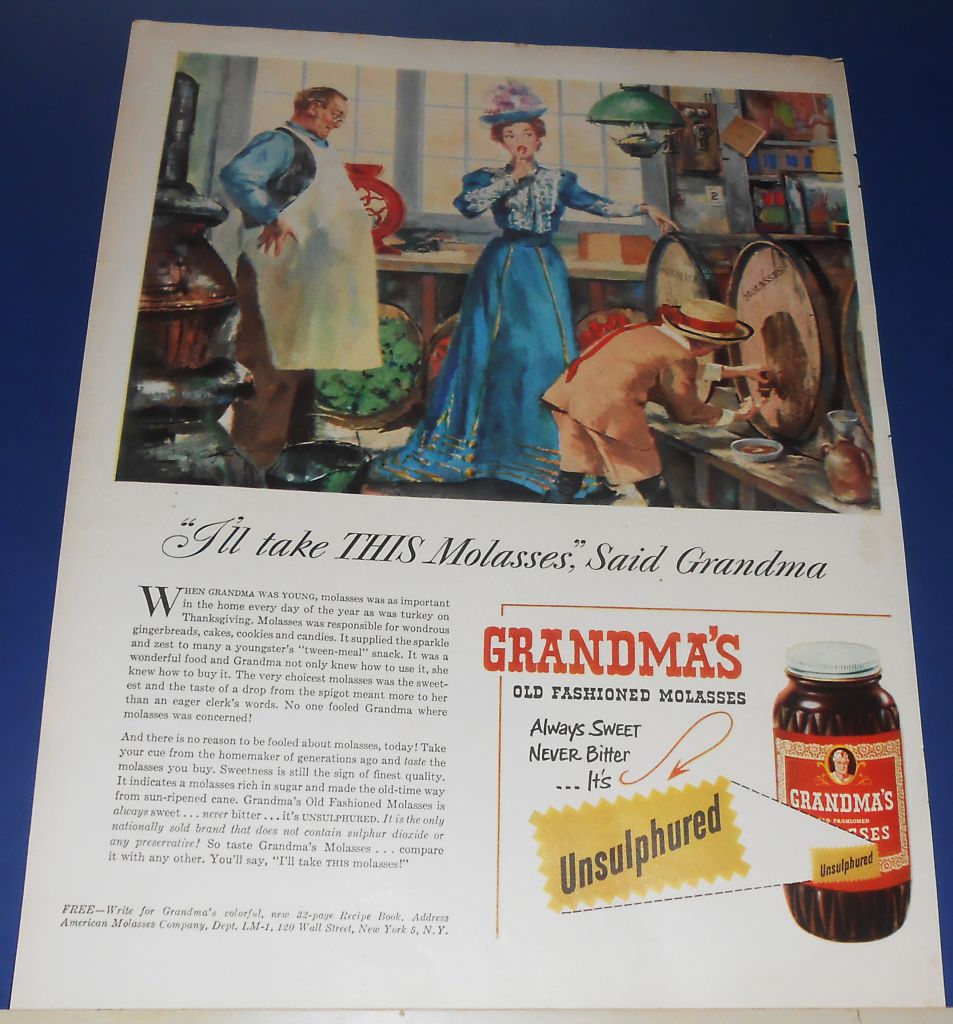 MOLASSES
2
"I'll take THIS Molasses," Said Grandma
WHEN GRANDMA WAS YOUNG, molasses was as important
in the home every day of the year as was turkey on
Thanksgiving. Molasses was responsible for wondrous
gingerbreads, cakes, cookies and candies. It supplied the sparkle
and zest to many a youngster's "tween-meal" snack. It was a
wonderful food and Grandma not only knew how to use it, she
knew how to buy it. The very choicest molasses was the sweet-
est and the taste of a drop from the spigot meant more to her
than an eager clerk's words. No one fooled Grandma where
molasses was concerned!
And there is no reason to be fooled about molasses, today! Take
your cue from the homemaker of generations ago and taste the
molasses you buy. Sweetness is still the sign of finest quality.
It indicates a molasses rich in sugar and made the old-time way
from sun-ripened cane. Grandma's Old Fashioned Molasses is
always sweet . . . never bitter . . . it's UNSULPHURED. It is the only
nationally sold brand that does not contain sulphur dioxide or
any preservative! So taste Grandma's Molasses . . . compare
it with any other. You'll say, "I'll take THIS molasses!"
FREE—Write for Grandma's colorful, new 32-page Recipe Book. Address
American Molasses Company, Dept. LM-1, 120 Wall Street, New York 5, N.Y.
GRANDMA'S
OLD FASHIONED MOLASSES
Always SWEET
NEVER Bitter
... It's
Unsulphured
GRANDMA'S
D FASHIONED
SSES
Unsulphured